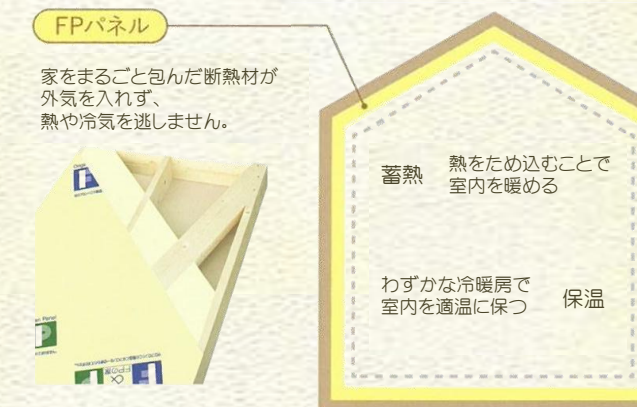 FPパネル
家をまるごと包んだ断熱材が
外気を入れず、
熱や冷気を逃しません。
蓄熱
熱をため込むことで
室内を暖める
わずかな冷暖房で
室内を適温に保つ
保温